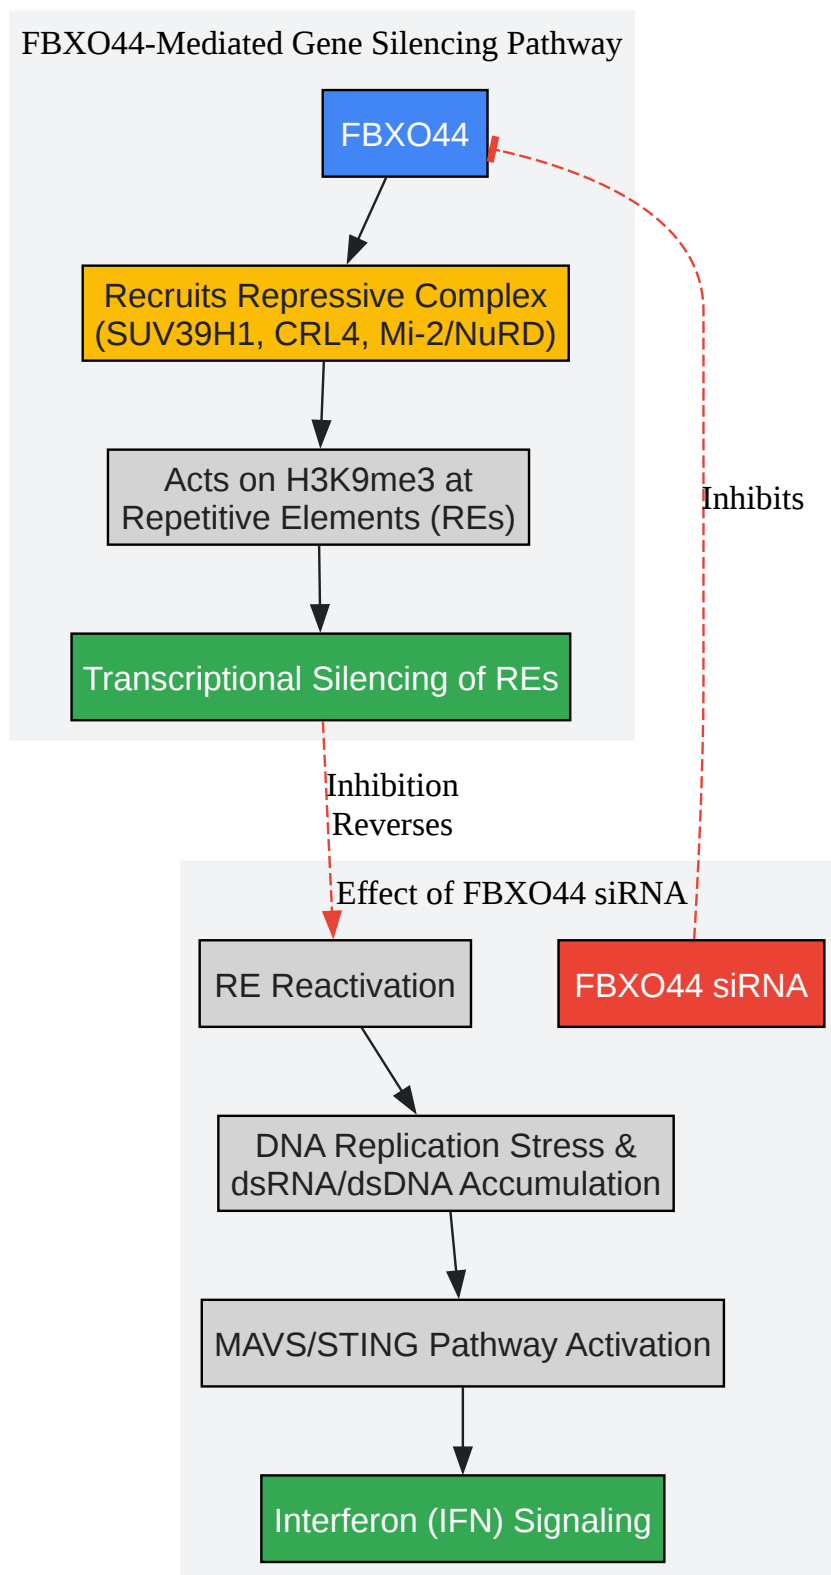 FBXO44-Mediated Gene Silencing Pathway
FBXO44
Recruits Repressive Complex
(SUV39H1, CRL4, Mi-2/NuRD)
Acts on H3K9me3 at
Repetitive Elements (REs)
Inhibits
Transcriptional Silencing of REs
Inhibition
Reverses
Effect of FBXO44 siRNA
RE Reactivation
FBXO44 siRNA
DNA Replication Stress &
dsRNA/dsDNA Accumulation
MAVS/STING Pathway Activation
Interferon (IFN) Signaling